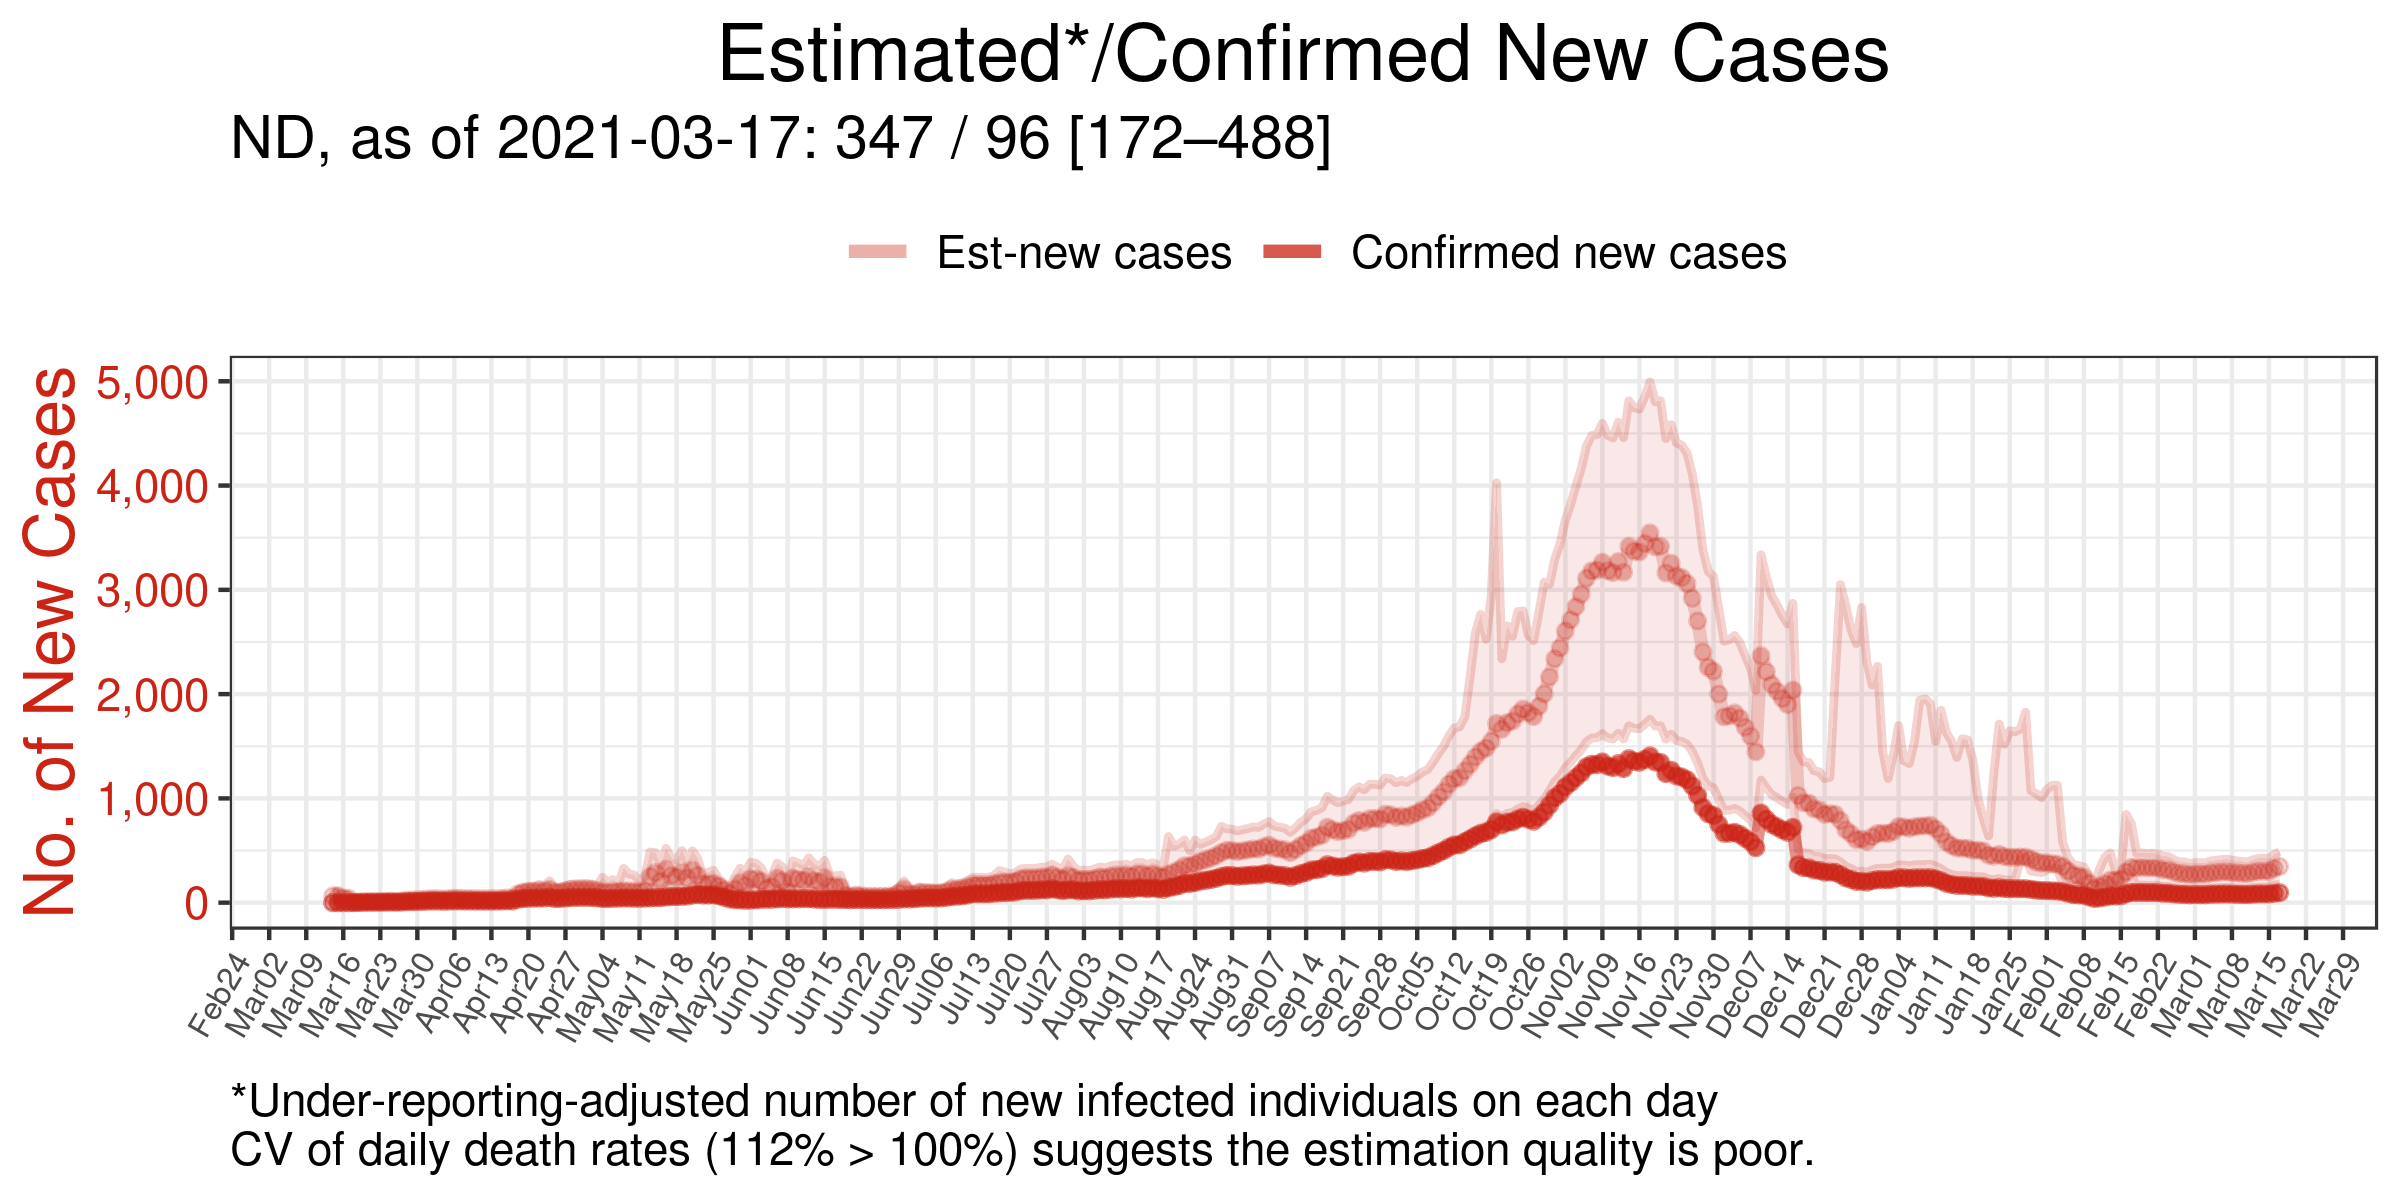 Estimated*/Confirmed New Cases
ND, as of 2021-03-17: 347 / 96 [172–488]
Est-new cases Confirmed new cases
No. of New Cases
5,000
4,000
3,000
2,000
1,000
0
Feb24 Mar02 Mar09 Mar16 Mar23 Mar30 Apr06 Apr13 Apr20 Apr27 May04 May11 May18 May25 Jun01 Jun08 Jun15 Jun22 Jun29 Jul06 Jul13 Jul20 Jul27 Aug03 Aug10 Aug17 Aug24 Aug31 Sep07 Sep14 Sep21 Sep28 Oct05 Oct12 Oct19 Oct26 Nov02 Nov09 Nov16 Nov23 Nov30 Dec07 Dec14 Dec21 Dec28 Jan04 Jan11 Jan18 Jan25 Feb01 Feb08 Feb15 Feb22 Mar01 Mar08 Mar15 Mar22 Mar29
*Under-reporting-adjusted number of new infected individuals on each day
CV of daily death rates (112% > 100%) suggests the estimation quality is poor.